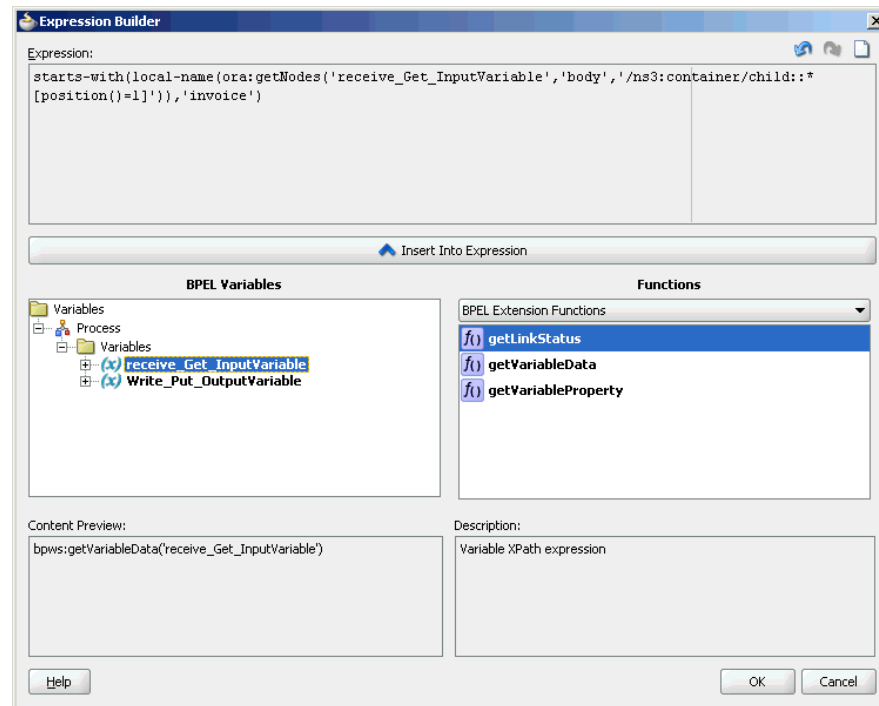 Expression Builder
Expression:
starts-with(local-name(ora:getNodes('receive_Get_InputVariable','body','/ns3:container/child::*
[position()=1]')),'invoice')
Insert Into Expression
BPEL Variables
Functions
Variables
Process
Variables
(x) receive_Get_InputVariable
(x) Write_Put_OutputVariable
BPEL Extension Functions
f() getLinkStatus
f() getVariableData
f() getVariableProperty
Content Preview:
bpws:getVariableData('receive_Get_InputVariable')
Description:
Variable XPath expression
Help
OK
Cancel